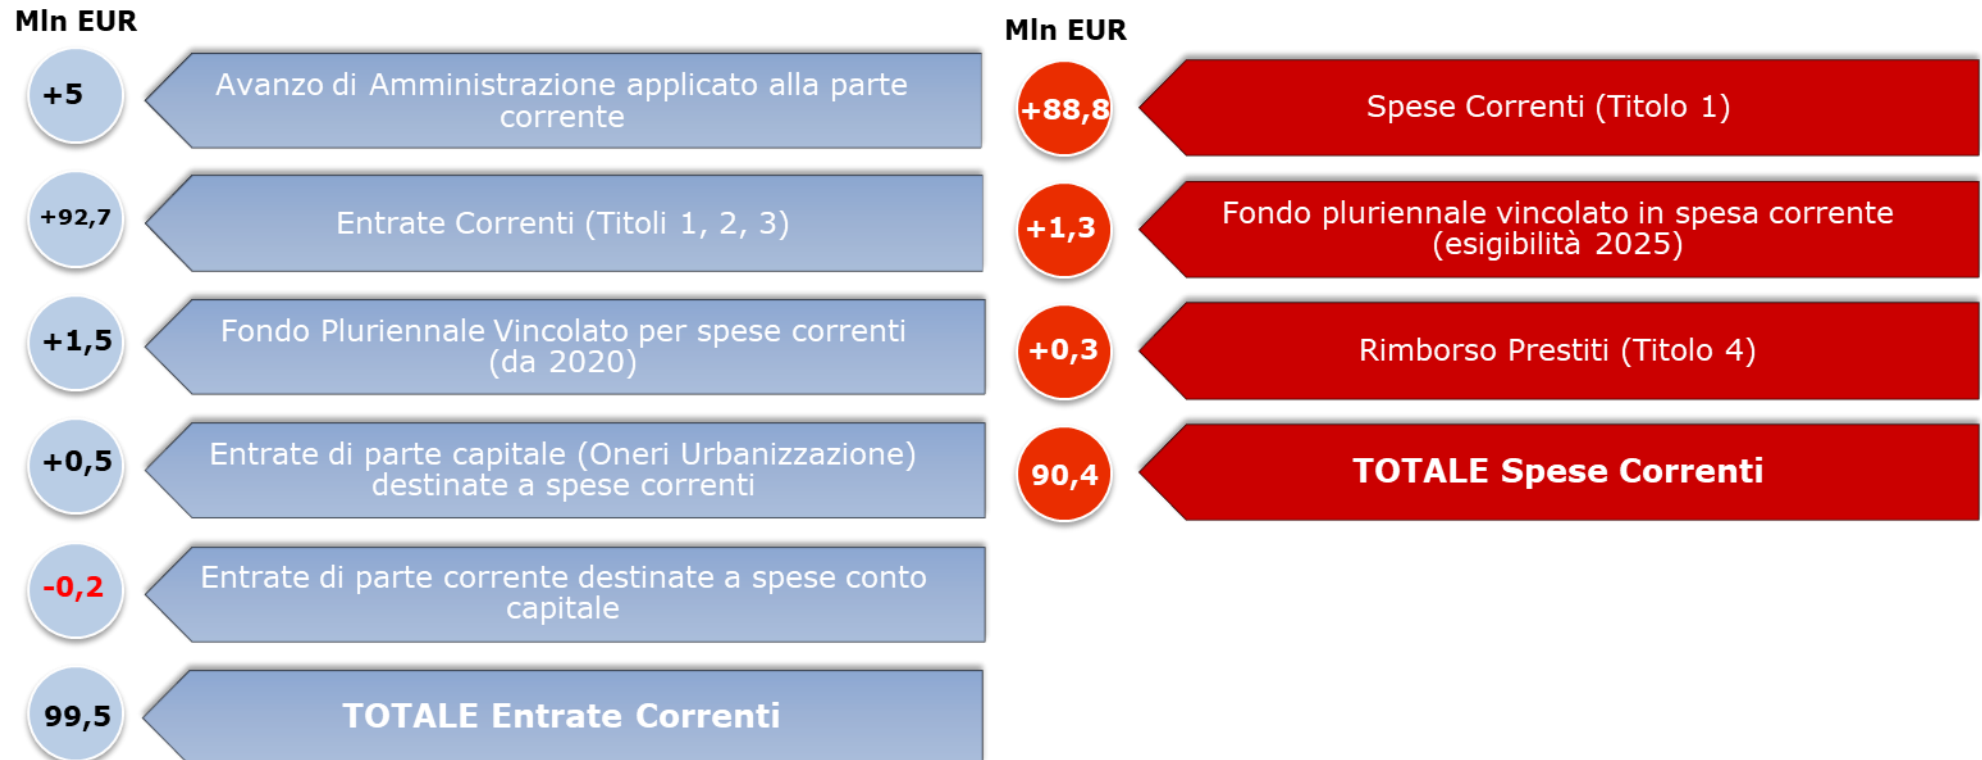 Mln EUR
+5
Avanzo di Amministrazione applicato alla parte
corrente
+92,7
Entrate Correnti (Titoli 1, 2, 3)
+1,5
Fondo Pluriennale Vincolato per spese correnti
(da 2020)
+0,5
Entrate di parte capitale (Oneri Urbanizzazione)
destinate a spese correnti
-0,2
Entrate di parte corrente destinate a spese conto
capitale
99,5
TOTALE Entrate Correnti
Mln EUR
+88,8
Spese Correnti (Titolo 1)
+1,3
Fondo pluriennale vincolato in spesa corrente
(esigibilità 2025)
+0,3
Rimborso Prestiti (Titolo 4)
90,4
TOTALE Spese Correnti